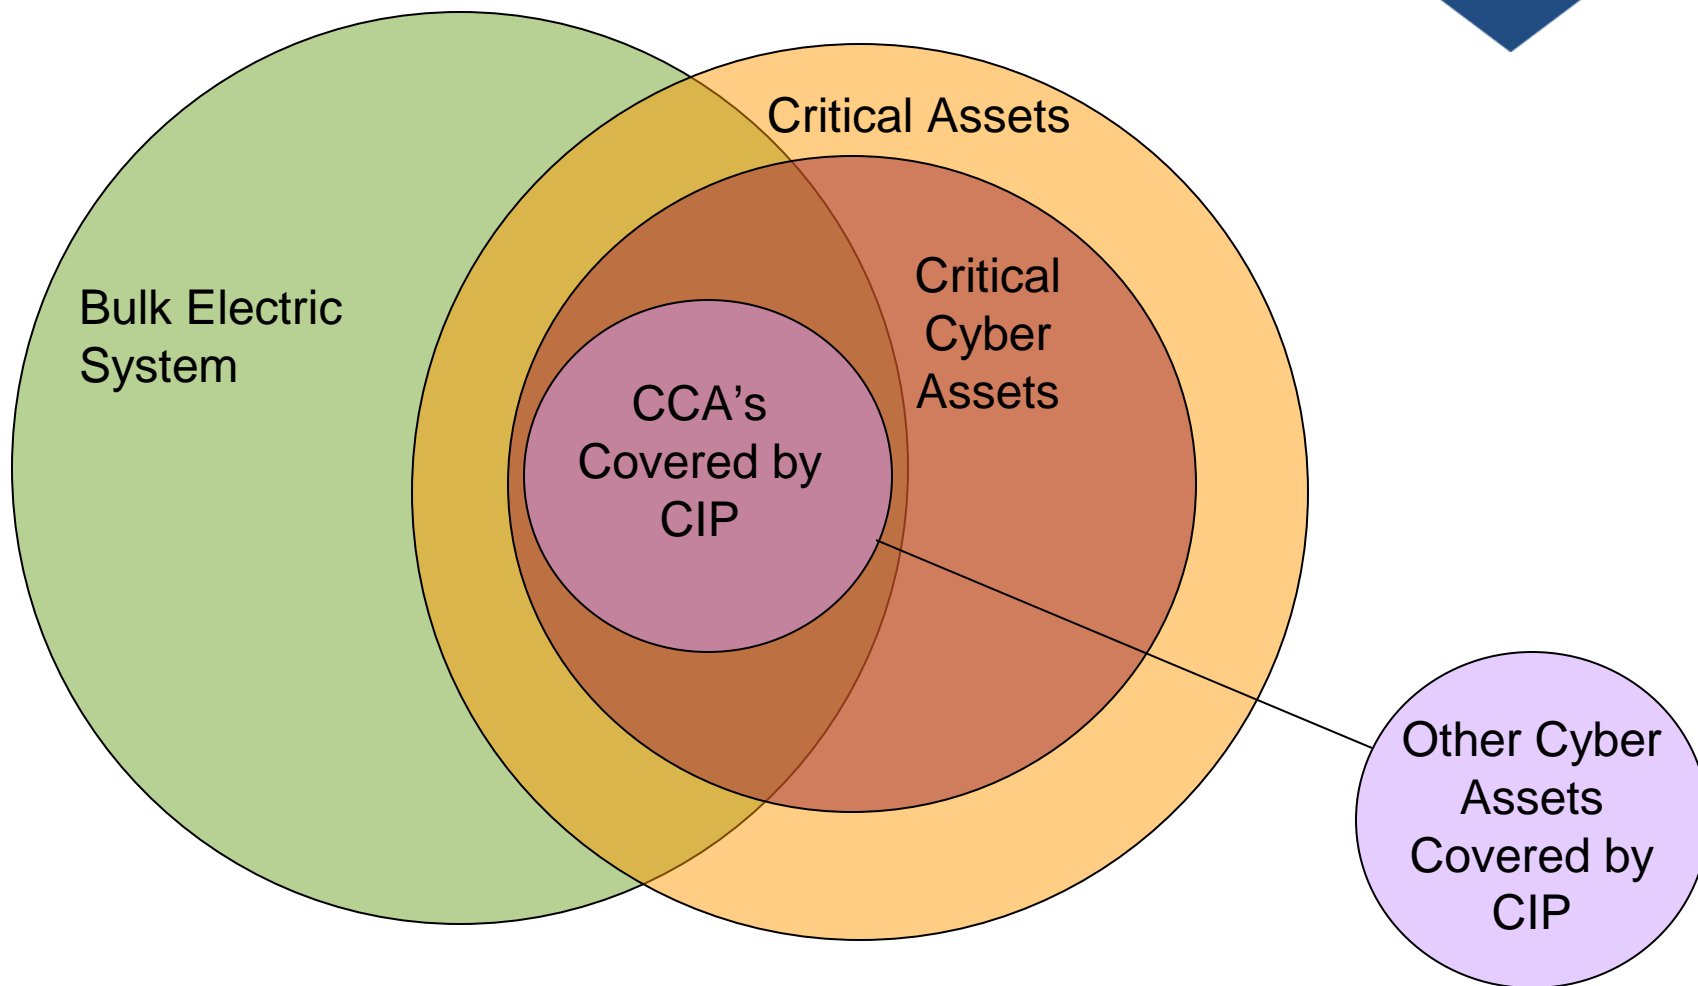 Critical Assets
Bulk Electric
System
Critical
Cyber
Assets
CCA’s
Covered by
CIP
Other Cyber
Assets
Covered by
CIP